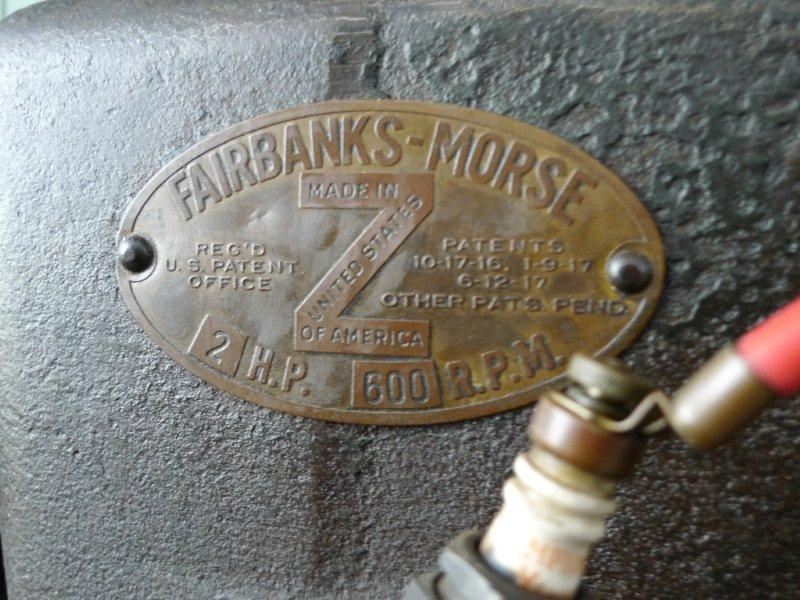 FAIRBANKS-MORSE
MADE IN
UNITED STATES
OF AMERICA
REG'D
U.S. PATENT
OFFICE
PATENTS
10-17-16. 1-9-17
6-12-17
OTHER PATS. PEND.
2 H.P. 600 R.P.M.